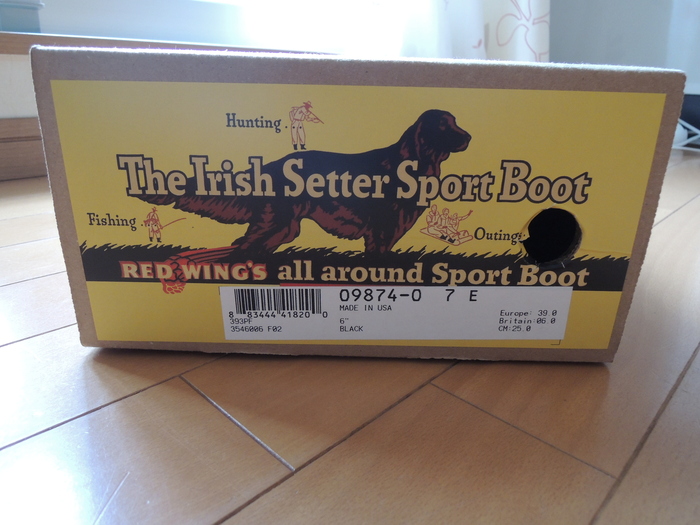 Hunting
The Irish Setter Sport Boot
Fishing
Outings
RED WING'S all around Sport Boot
09874-0 7 E
MADE IN USA
8 83444 41820 0
393PF
3546006 F02
6"
BLACK
Europe: 39.0
Britain:06.0
CM:25.0